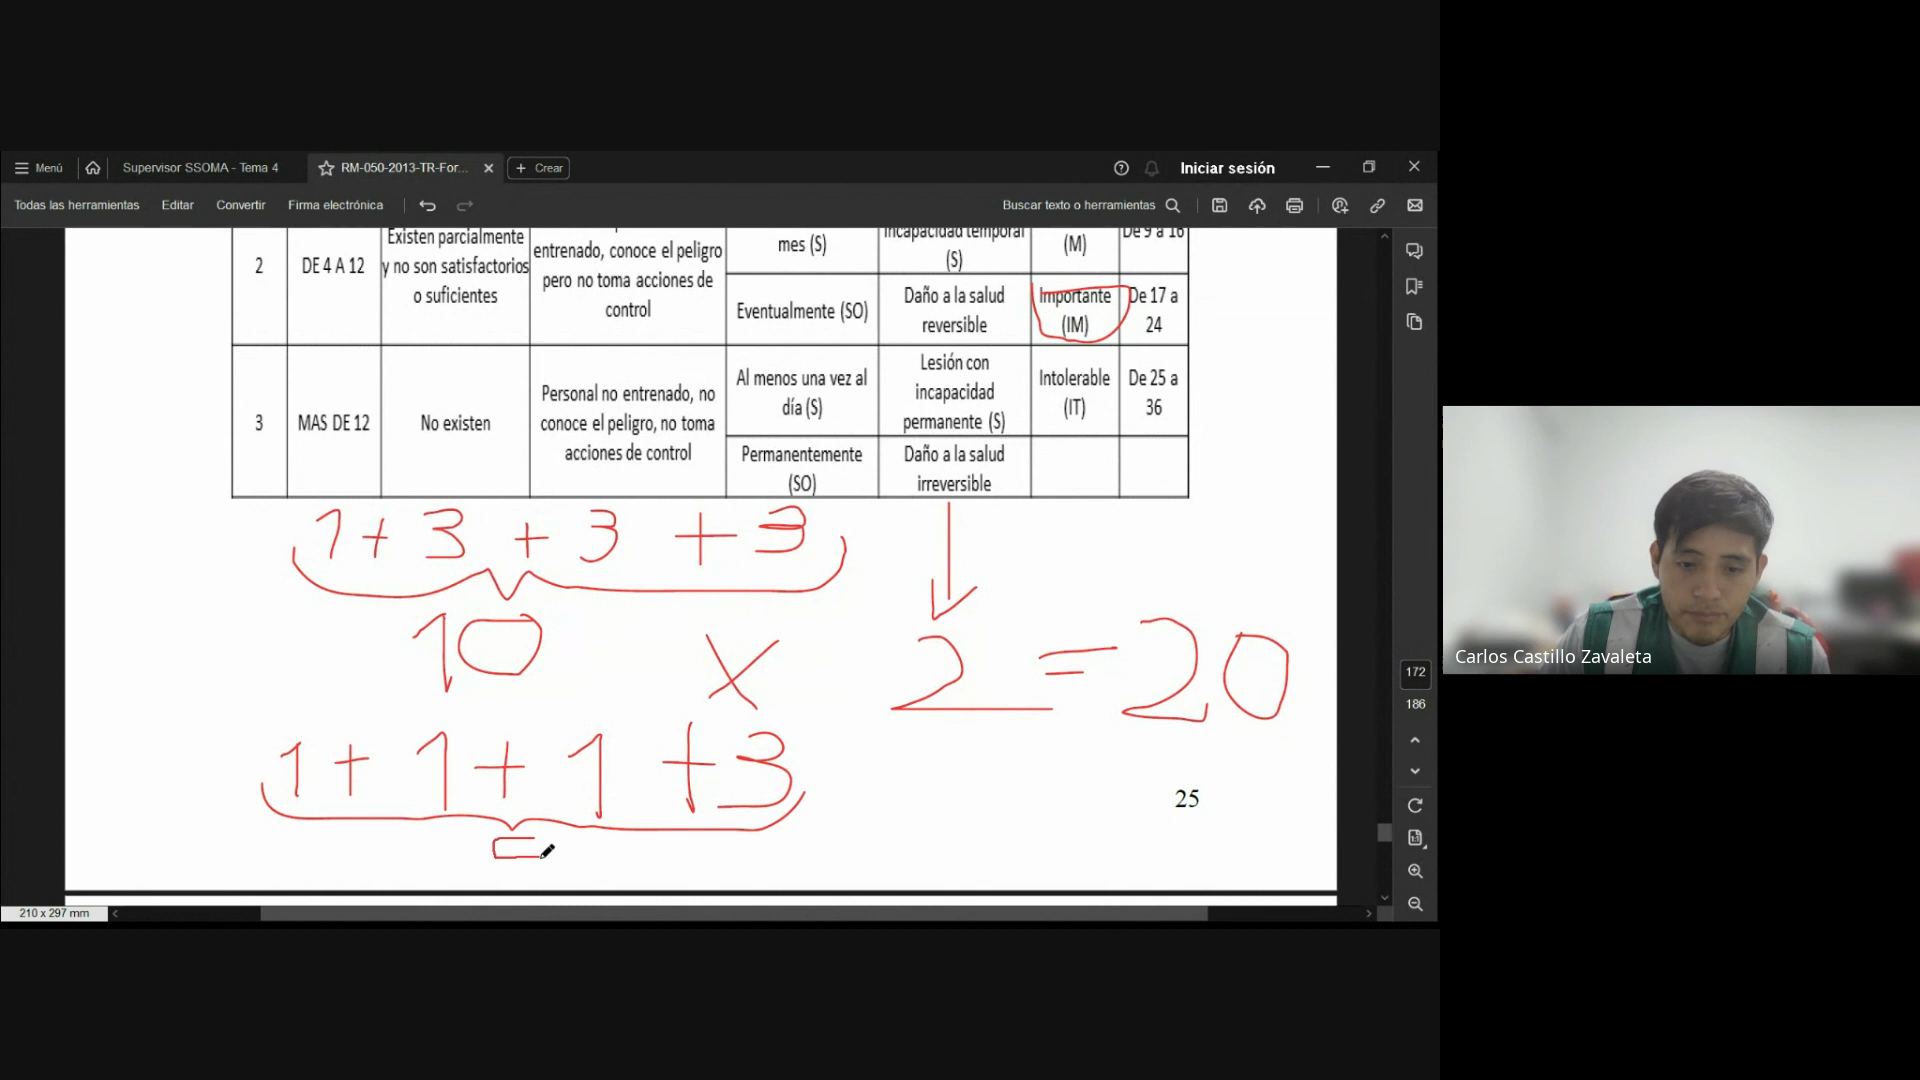 Menú
Supervisor SSOMA - Tema 4
RM-050-2013-TR-For...
Crear
Iniciar sesión
Todas las herramientas
Editar
Convertir
Firma electrónica
Buscar texto o herramientas
2
DE 4 A 12
Existen parcialmente
y no son satisfactorios
o suficientes
entrenado, conoce el peligro
pero no toma acciones de
control
mes (S)
incapacidad temporal
(S)
(M)
De 9 a 16
Eventualmente (SO)
Daño a la salud
reversible
Importante
(IM)
De 17 a
24
3
MAS DE 12
No existen
Personal no entrenado, no
conoce el peligro, no toma
acciones de control
Al menos una vez al
día (S)
Lesión con
incapacidad
permanente (S)
Intolerable
(IT)
De 25 a
36
Permanentemente
(SO)
Daño a la salud
irreversible
1 + 3 + 3 + 3
10 x 2 = 20
1 + 1 + 1 + 3
25
172
186
210 x 297 mm
Carlos Castillo Zavaleta